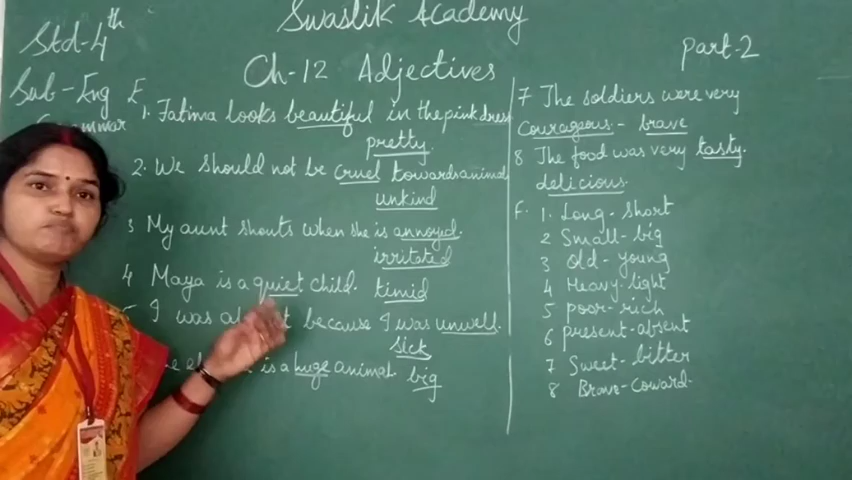 Swastik Academy
Std-4th
Part-2
Sub-Eng
Ch-12 Adjectives
E
1. Fatima looks beautiful in the pink dress
pretty.
2. We should not be cruel towards animal
unkind
3 My aunt shouts when she is annoyed.
irritated
4 Maya is a quiet child. timid
I was because I was unwell.
Sick
is a huge animal. big
7 The soldiers were very
Courageous - brave
8 The food was very tasty.
delicious.
F. 1. Long - short
2 Small - big
3 Old - young
4 Heavy - light
5 poor - rich
6 present - absent
7 Sweet - bitter
8 Brave - coward.